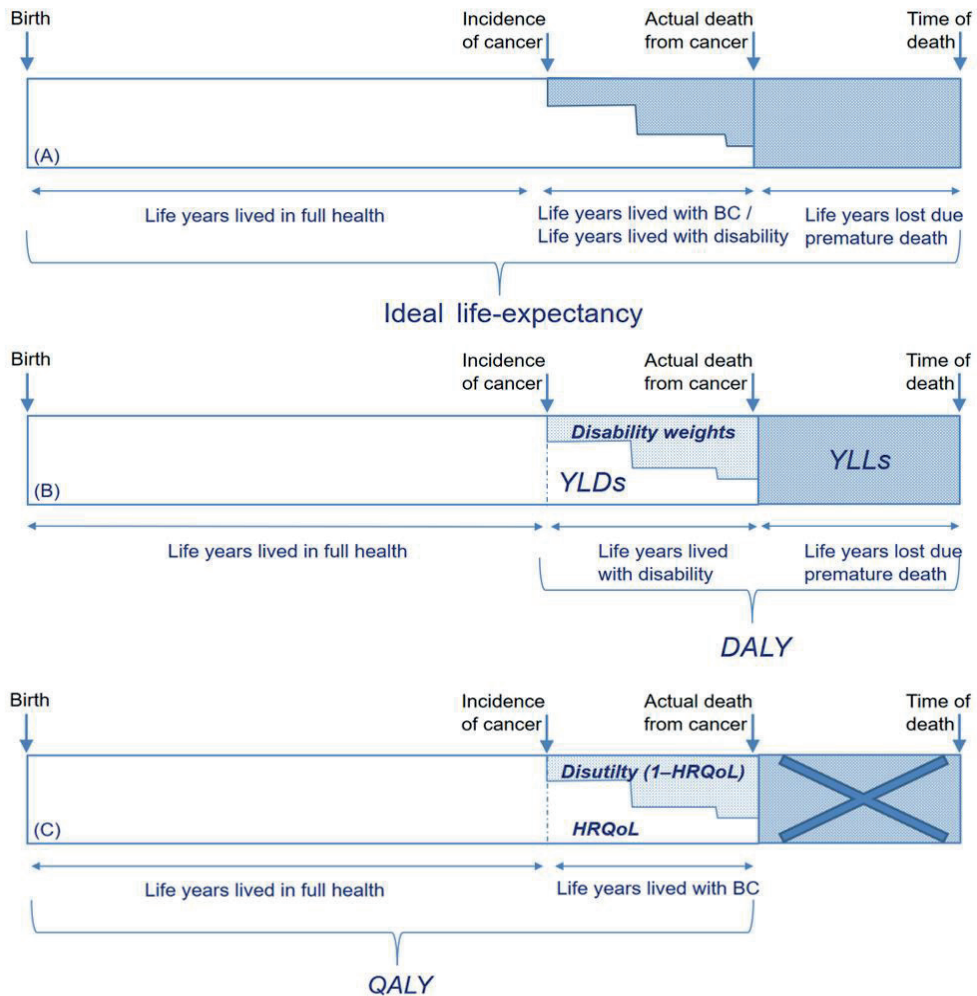 Birth
Incidence
of cancer
Actual death
from cancer
Time of
death
(A)
Life years lived in full health
Life years lived with BC /
Life years lived with disability
Life years lost due
premature death
Ideal life-expectancy
Birth
Incidence
of cancer
Actual death
from cancer
Time of
death
Disability weights
YLDs
YLLs
(B)
Life years lived in full health
Life years lived
with disability
Life years lost due
premature death
DALY
Birth
Incidence
of cancer
Actual death
from cancer
Time of
death
Disutilty (1–HRQoL)
HRQoL
(C)
Life years lived in full health
Life years lived with BC
QALY